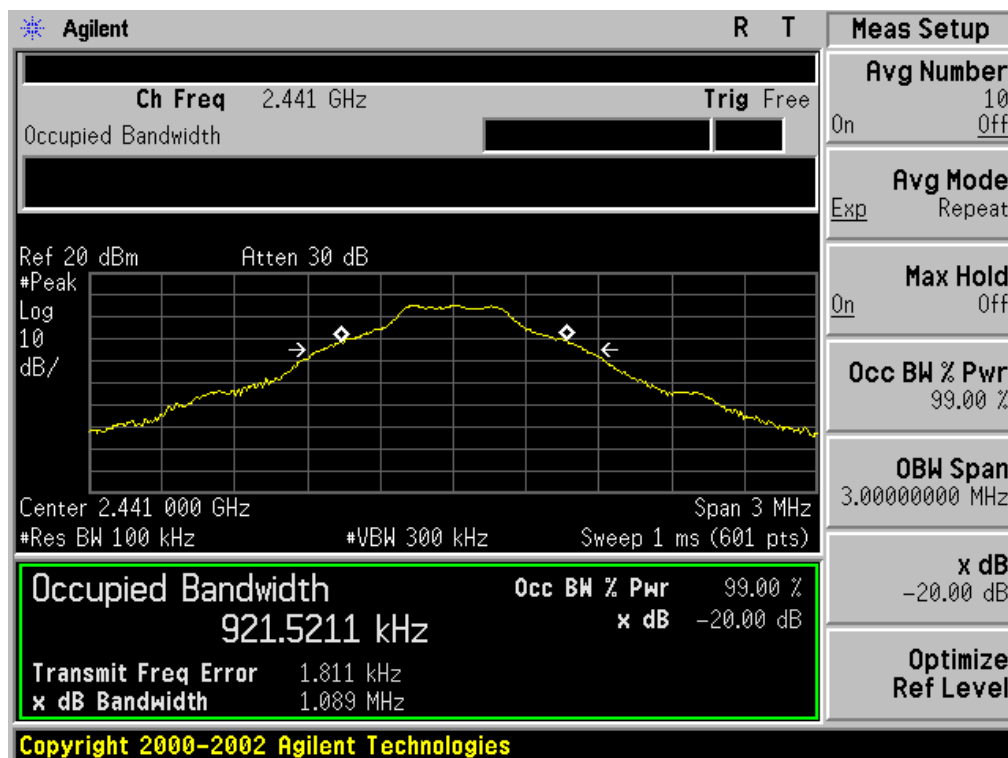 Agilent
R T
Ch Freq 2.441 GHz
Trig Free
Occupied Bandwidth
Ref 20 dBm
Atten 30 dB
#Peak
Log
10
dB/
Center 2.441 000 GHz
Span 3 MHz
#Res BW 100 kHz
#VBW 300 kHz
Sweep 1 ms (601 pts)
Occupied Bandwidth
921.5211 kHz
Occ BW % Pwr 99.00 %
x dB -20.00 dB
Transmit Freq Error 1.811 kHz
x dB Bandwidth 1.089 MHz
Copyright 2000-2002 Agilent Technologies
Meas Setup
Avg Number
10
On Off
Avg Mode
Exp Repeat
Max Hold
On Off
Occ BW % Pwr
99.00 %
OBW Span
3.00000000 MHz
x dB
-20.00 dB
Optimize
Ref Level